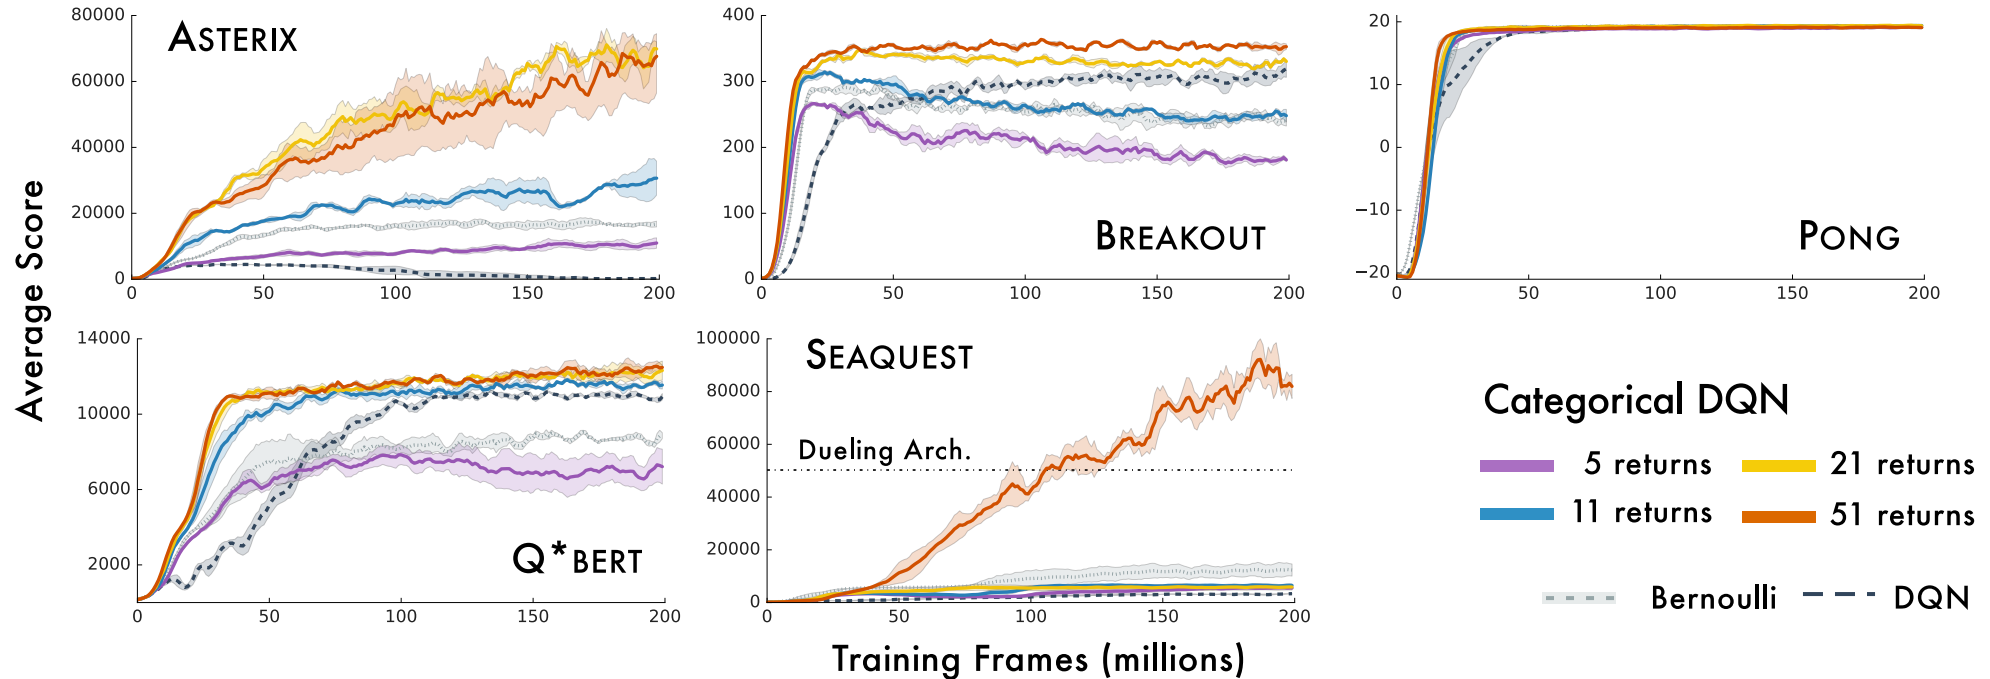 ASTERIX
80000
60000
40000
20000
0
0 50 100 150 200
BREAKOUT
400
300
200
100
0
0 50 100 150 200
PONG
20
10
0
−10
−20
0 50 100 150 200
Average Score
Q*BERT
14000
10000
6000
2000
0 50 100 150 200
SEAQUEST
100000
80000
60000
Dueling Arch.
40000
20000
0
0 50 100 150 200
Training Frames (millions)
Categorical DQN
5 returns 21 returns
11 returns 51 returns
Bernoulli DQN